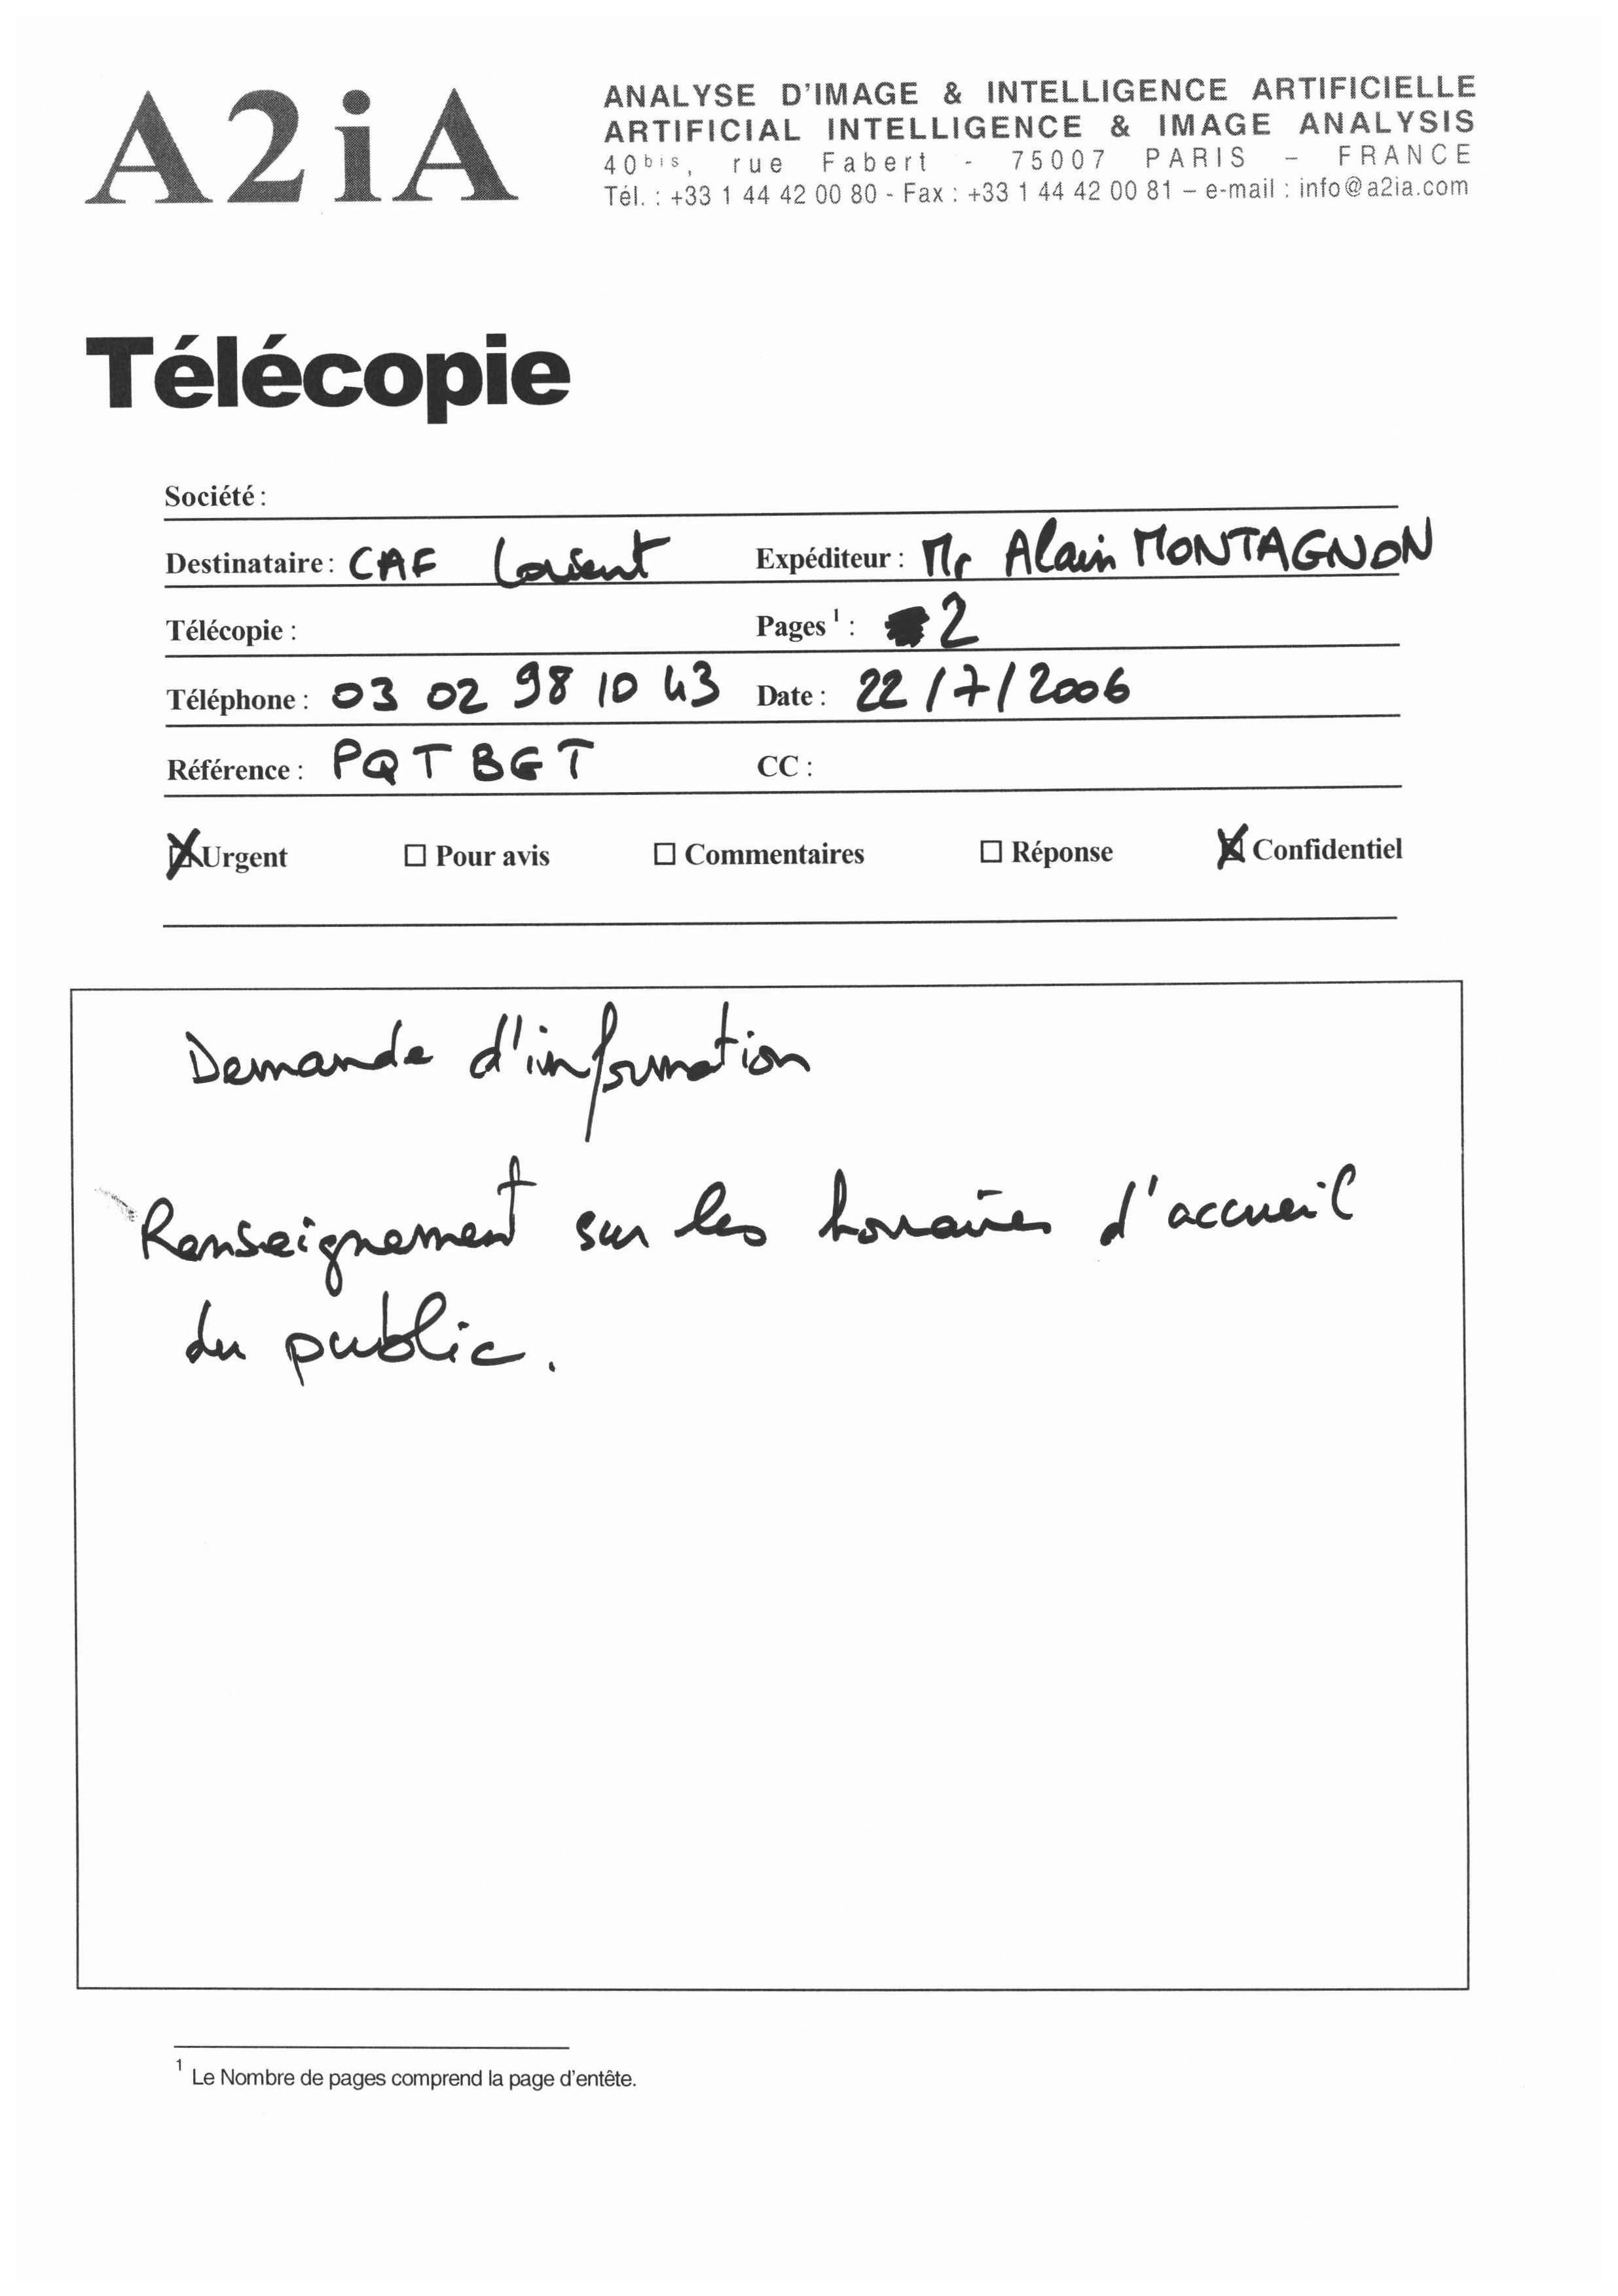 A2iA
ANALYSE D'IMAGE & INTELLIGENCE ARTIFICIELLE
ARTIFICIAL INTELLIGENCE & IMAGE ANALYSIS
40bis, rue Fabert - 75007 PARIS – FRANCE
Tél. : +33 1 44 42 00 80 - Fax : +33 1 44 42 00 81 – e-mail : info@a2ia.com
Télécopie
Société :
Destinataire : CAF Lorient Expéditeur : Mr Alain MONTAGNON
Télécopie : Pages 1 : 2
Téléphone : 03 02 98 10 43 Date : 22/7/2006
Référence : PQTBGT CC :
Urgent Pour avis Commentaires Réponse Confidentiel
Demande d'information
Renseignement sur les horaires d'accueil
du public.
1 Le Nombre de pages comprend la page d'entête.